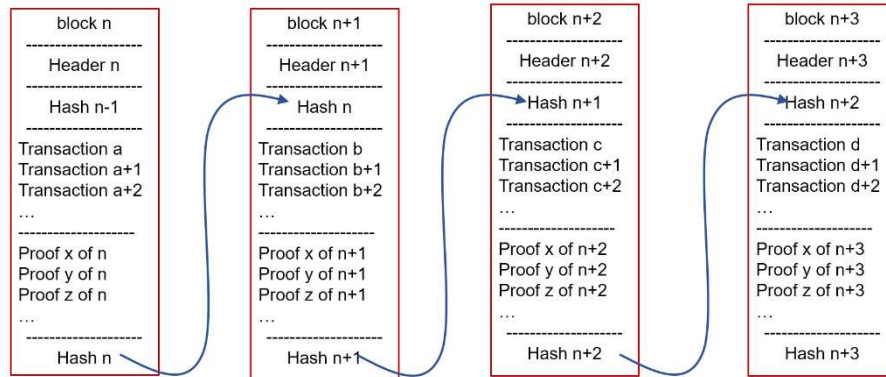 block n
Header n
Hash n-1
Transaction a
Transaction a+1
Transaction a+2
…
Proof x of n
Proof y of n
Proof z of n
…
Hash n
block n+1
Header n+1
Hash n
Transaction b
Transaction b+1
Transaction b+2
…
Proof x of n+1
Proof y of n+1
Proof z of n+1
…
Hash n+1
block n+2
Header n+2
Hash n+1
Transaction c
Transaction c+1
Transaction c+2
…
Proof x of n+2
Proof y of n+2
Proof z of n+2
…
Hash n+2
block n+3
Header n+3
Hash n+2
Transaction d
Transaction d+1
Transaction d+2
…
Proof x of n+3
Proof y of n+3
Proof z of n+3
…
Hash n+3